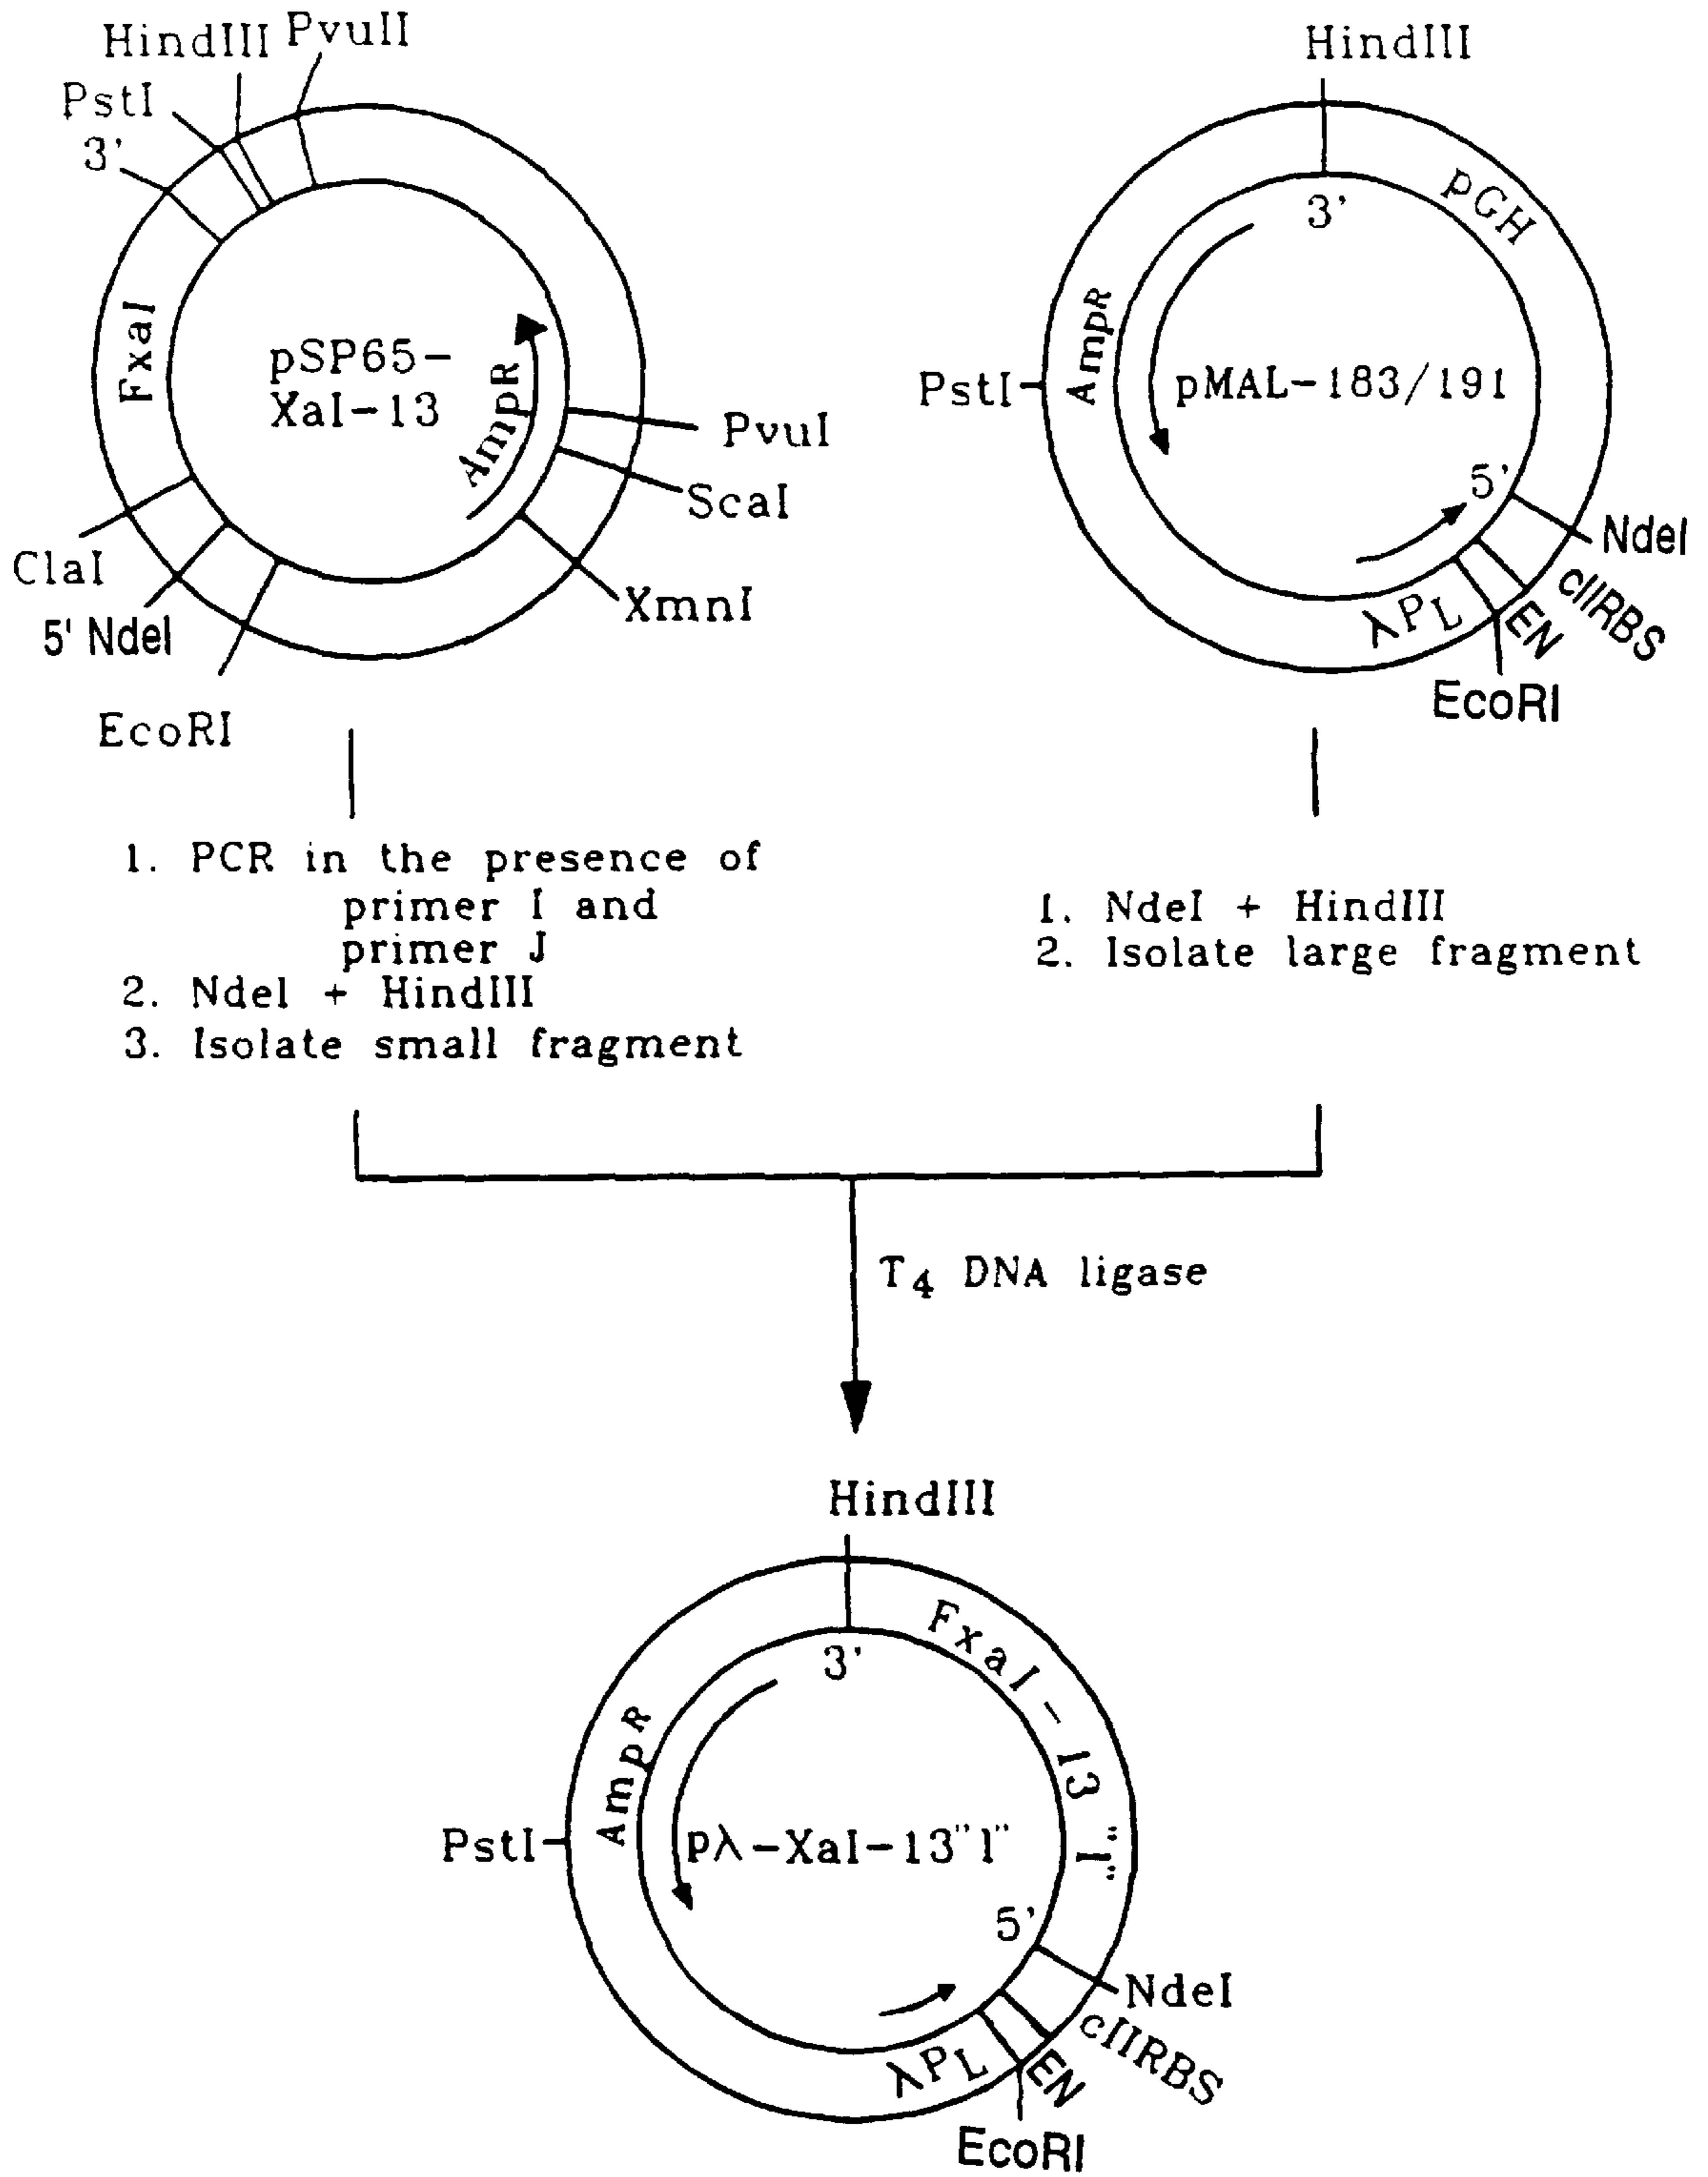 HindIII PvuII
PstI
3'
FxaI
pSP65-
XaI-13
AmpR
PvuI
ScaI
XmnI
ClaI
5' NdeI
EcoRI
HindIII
3'
pGH
AmpR
PstI
pMAL-183/191
5'
NdeI
cIIRBS
EN
λPL
EcoRI
1. PCR in the presence of
primer I and
primer J
2. NdeI + HindIII
3. Isolate small fragment
1. NdeI + HindIII
2. Isolate large fragment
T4 DNA ligase
HindIII
3'
FxaI-13 "I"
AmpR
PstI
pλ-XaI-13"I"
5'
NdeI
cIIRBS
EN
λPL
EcoRI